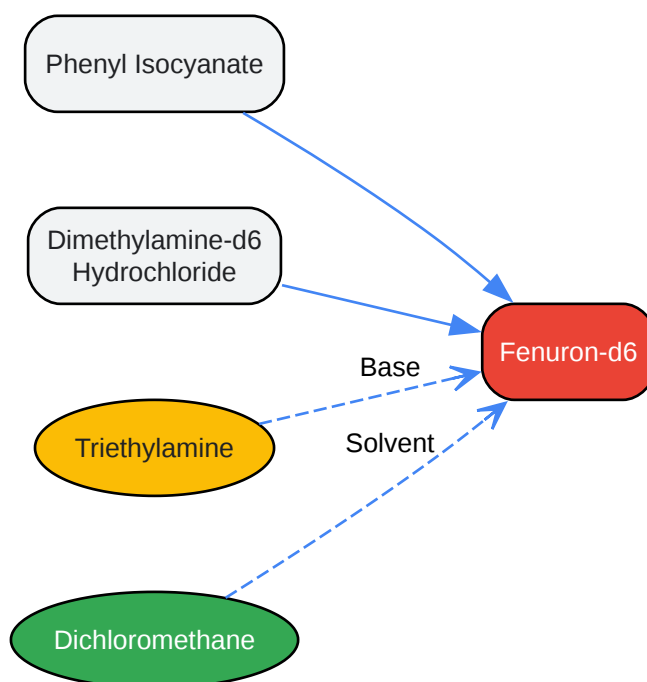 Phenyl Isocyanate
Dimethylamine-d6
Hydrochloride
Fenuron-d6
Base
Triethylamine
Solvent
Dichloromethane